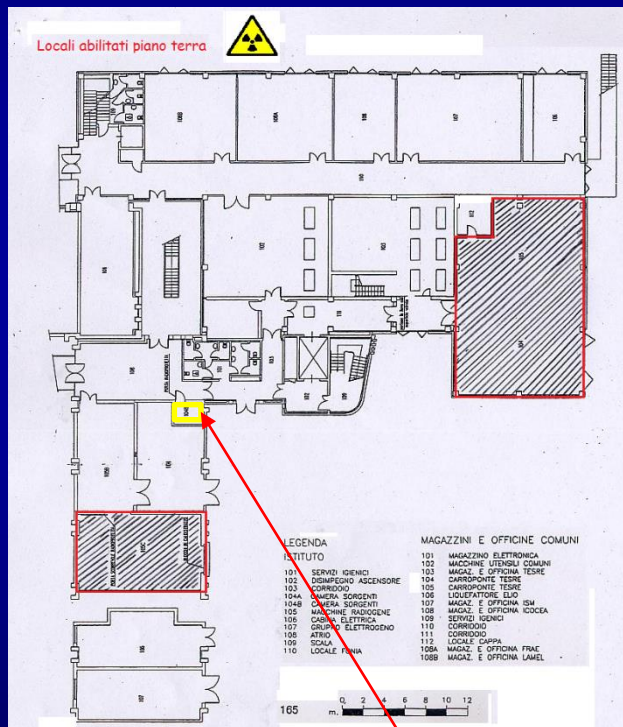 Locali abilitati piano terra
LEGENDA
ISTITUTO
101 SERVIZI IGIENICI
102 DISIMPEGNO ASCENSORE
103 CORRIDOIO
104A CAMERA SORGENTI
104B CAMERA SORGENTI
105 MACCHINE RADIOGENE
106 CABINA ELETTRICA
107 GRUPPO ELETTROGENO
108 ATRIO
109 SCALA
110 LOCALE FONIA
MAGAZZINI E OFFICINE COMUNI
101 MAGAZZINO ELETTRONICA
102 MACCHINE UTENSILI COMUNI
103 MAGAZ. E OFFICINA TESRE
104 CARROPONTE TESRE
105 CARROPONTE TESRE
106 LIQUEFATTORE ELIO
107 MAGAZ. E OFFICINA ISM
108 MAGAZ. E OFFICINA ICOCEA
109 SERVIZI IGENICI
110 CORRIDOIO
111 CORRIDOIO
112 LOCALE CAPPA
108A MAGAZ. E OFFICINA FRAE
108B MAGAZ. E OFFICINA LAMEL
165 m. 0 2 4 6 8 10 12